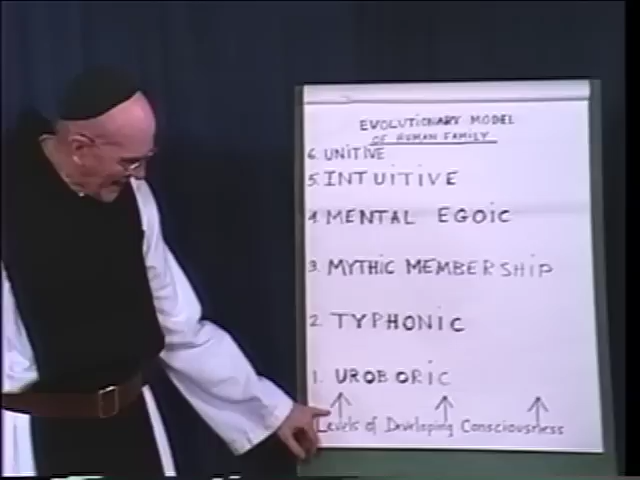 EVOLUTIONARY MODEL
OF HUMAN FAMILY
6. UNITIVE
5. INTUITIVE
4 MENTAL EGOIC
3. MYTHIC MEMBERSHIP
2. TYPHONIC
1. UROBORIC
Levels of Developing Consciousness